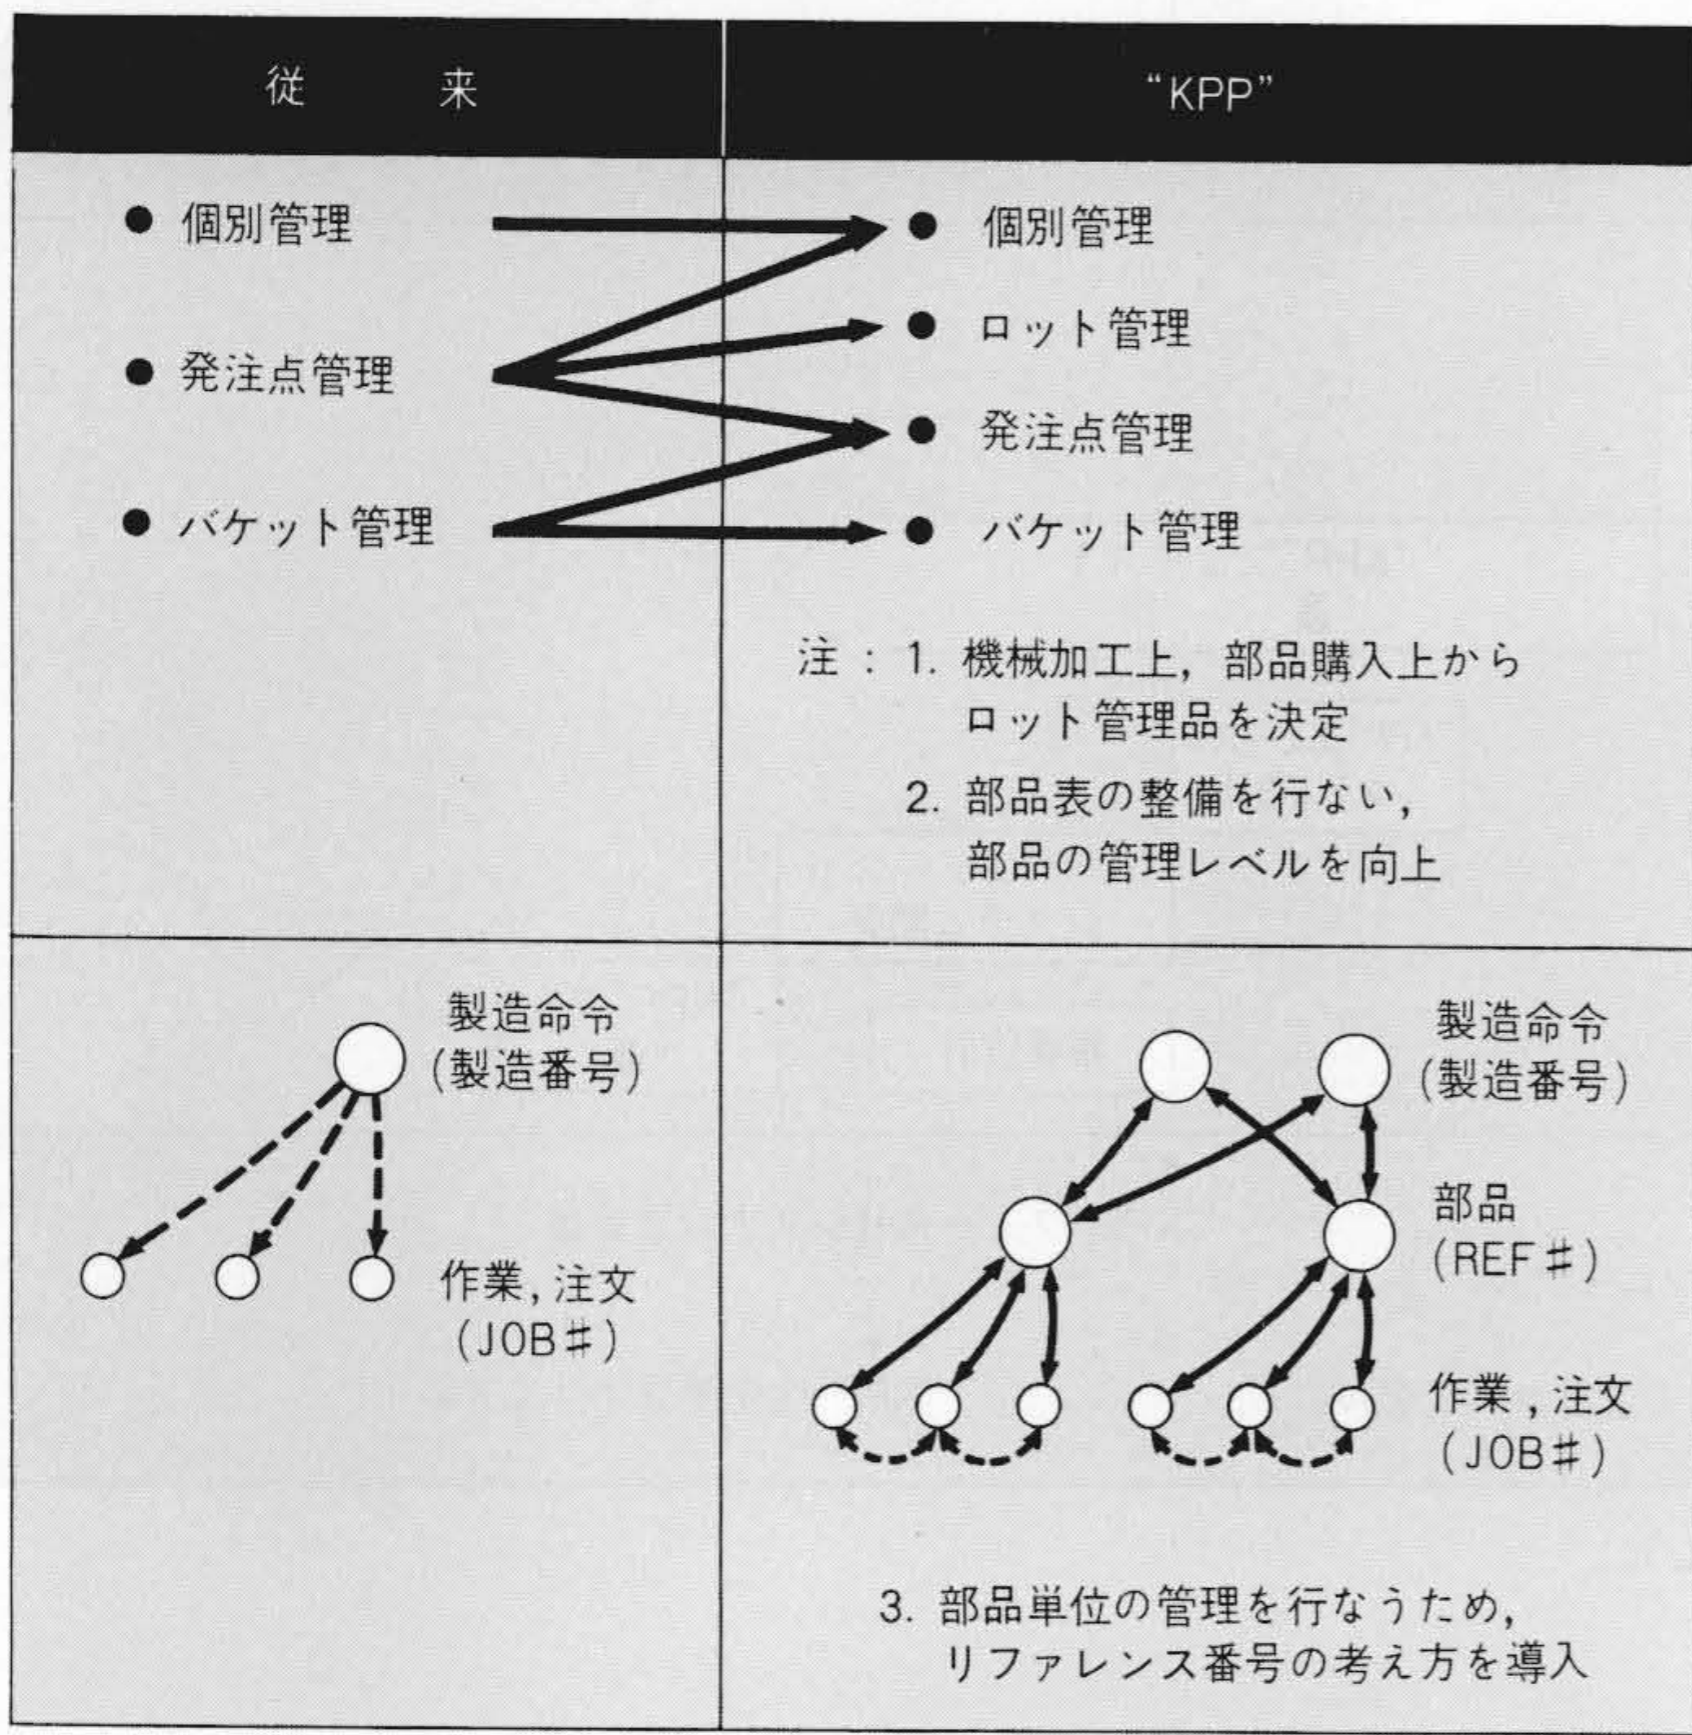 従 来
“KPP”
● 個別管理
● 発注点管理
● バケット管理
● 個別管理
● ロット管理
● 発注点管理
● バケット管理
注：1. 機械加工上，部品購入上から
ロット管理品を決定
2. 部品表の整備を行ない，
部品の管理レベルを向上
製造命令
(製造番号)
作業，注文
(JOB♯)
製造命令
(製造番号)
部品
(REF♯)
作業，注文
(JOB♯)
3. 部品単位の管理を行なうため，
リファレンス番号の考え方を導入